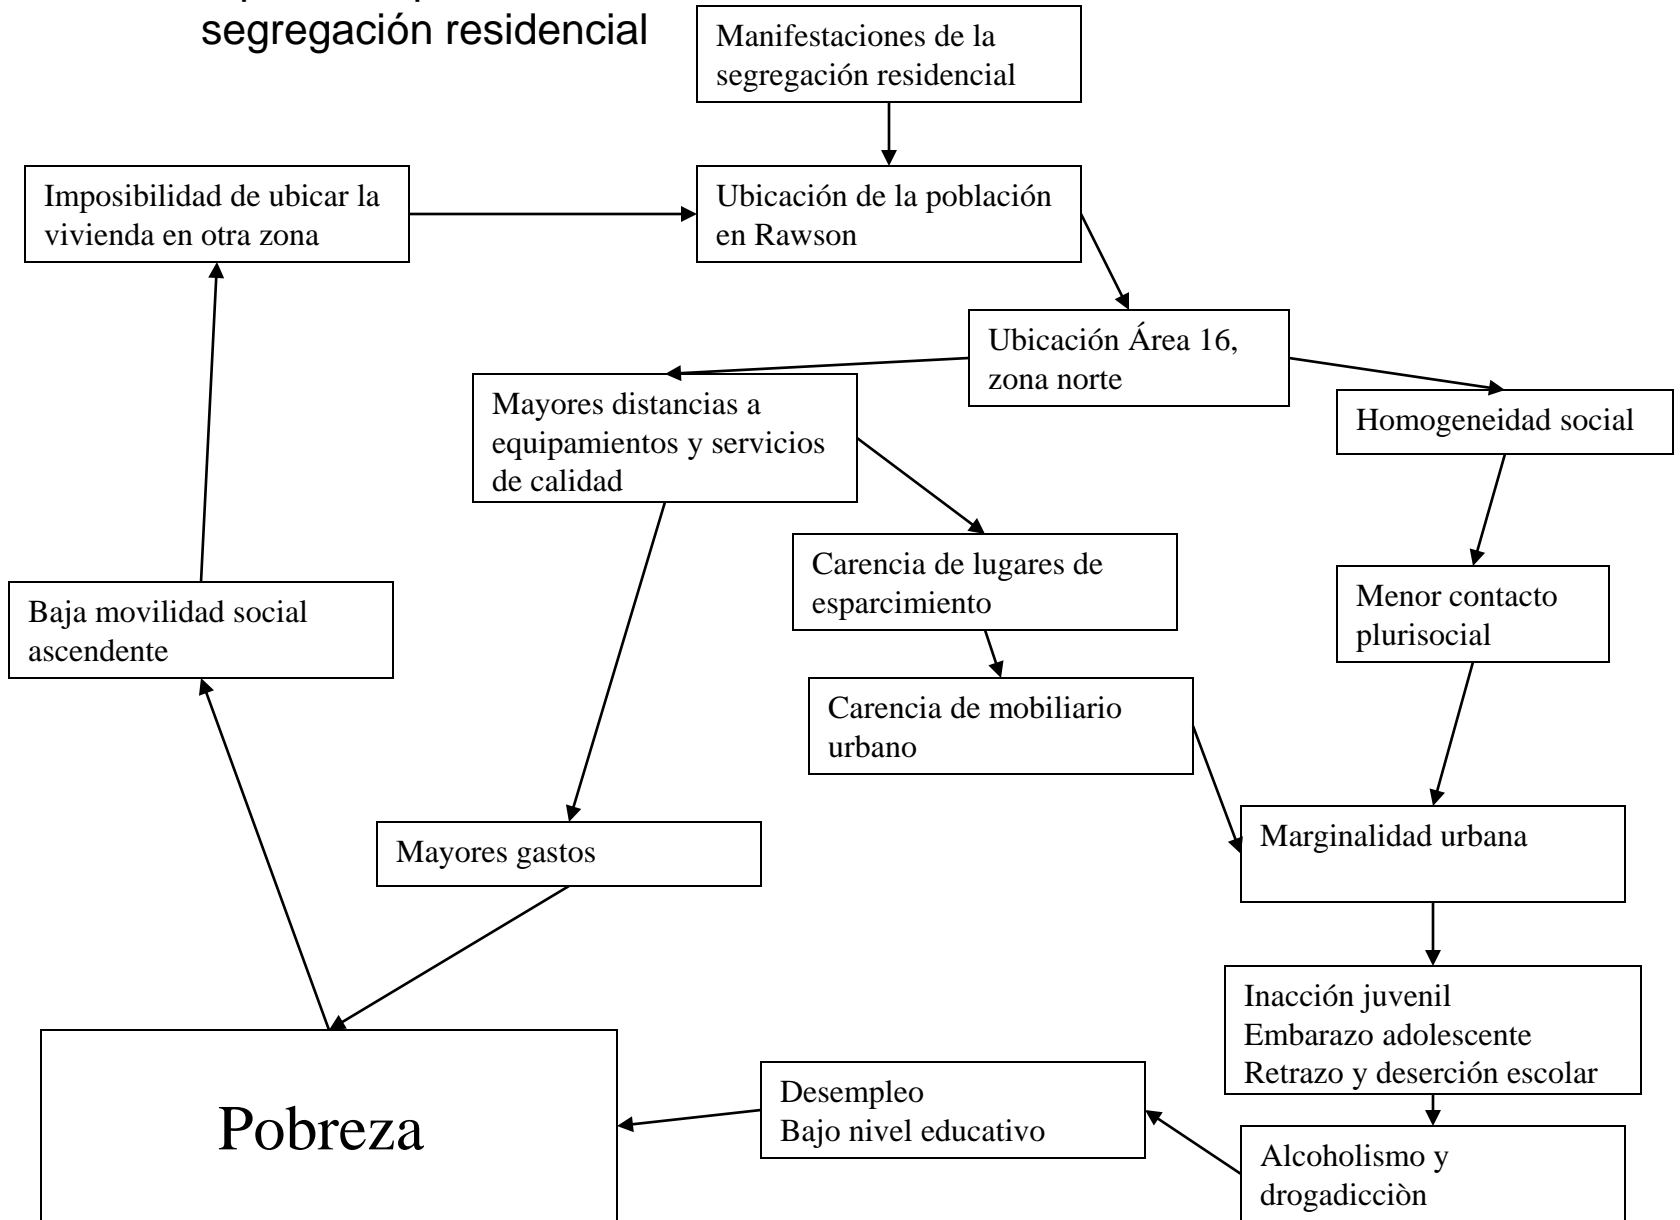 segregación residencial
Manifestaciones de la
segregación residencial
Imposibilidad de ubicar la
vivienda en otra zona
Ubicación de la población
en Rawson
Ubicación Área 16,
zona norte
Mayores distancias a
equipamientos y servicios
de calidad
Homogeneidad social
Carencia de lugares de
esparcimiento
Menor contacto
plurisocial
Baja movilidad social
ascendente
Carencia de mobiliario
urbano
Mayores gastos
Marginalidad urbana
Inacción juvenil
Embarazo adolescente
Retrazo y deserción escolar
Desempleo
Bajo nivel educativo
Pobreza
Alcoholismo y
drogadicciòn